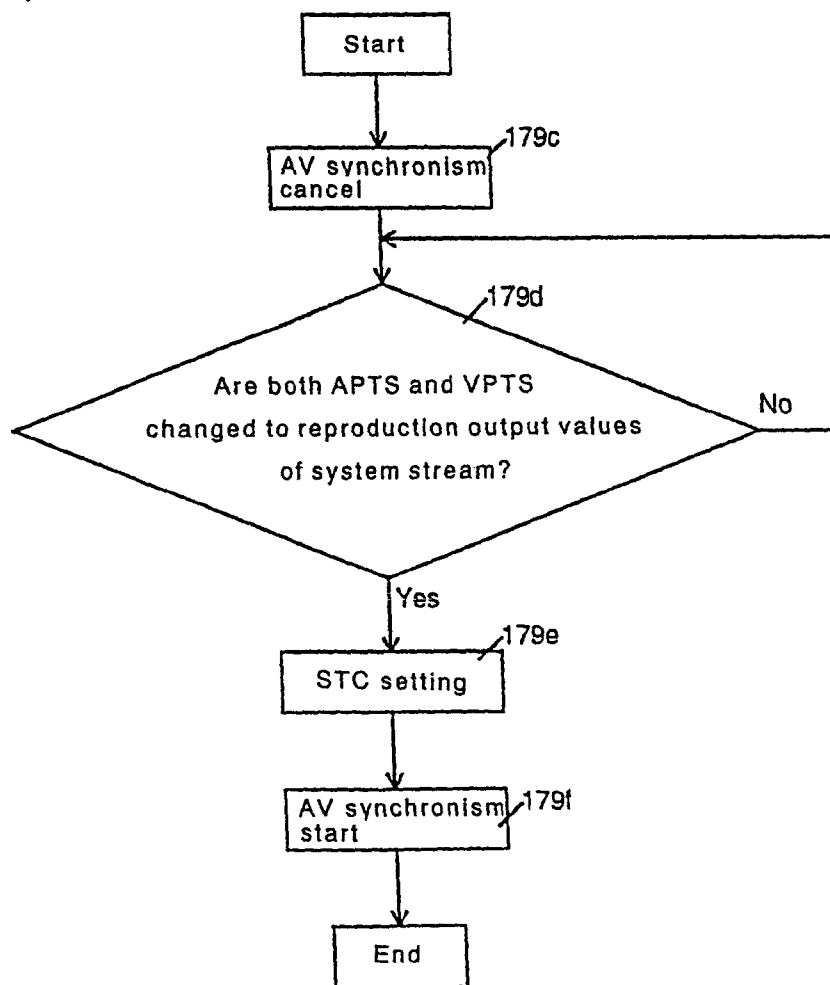 Start
179c
AV synchronism
cancel
179d
Are both APTS and VPTS
changed to reproduction output values
of system stream?
No
Yes
179e
STC setting
179f
AV synchronism
start
End